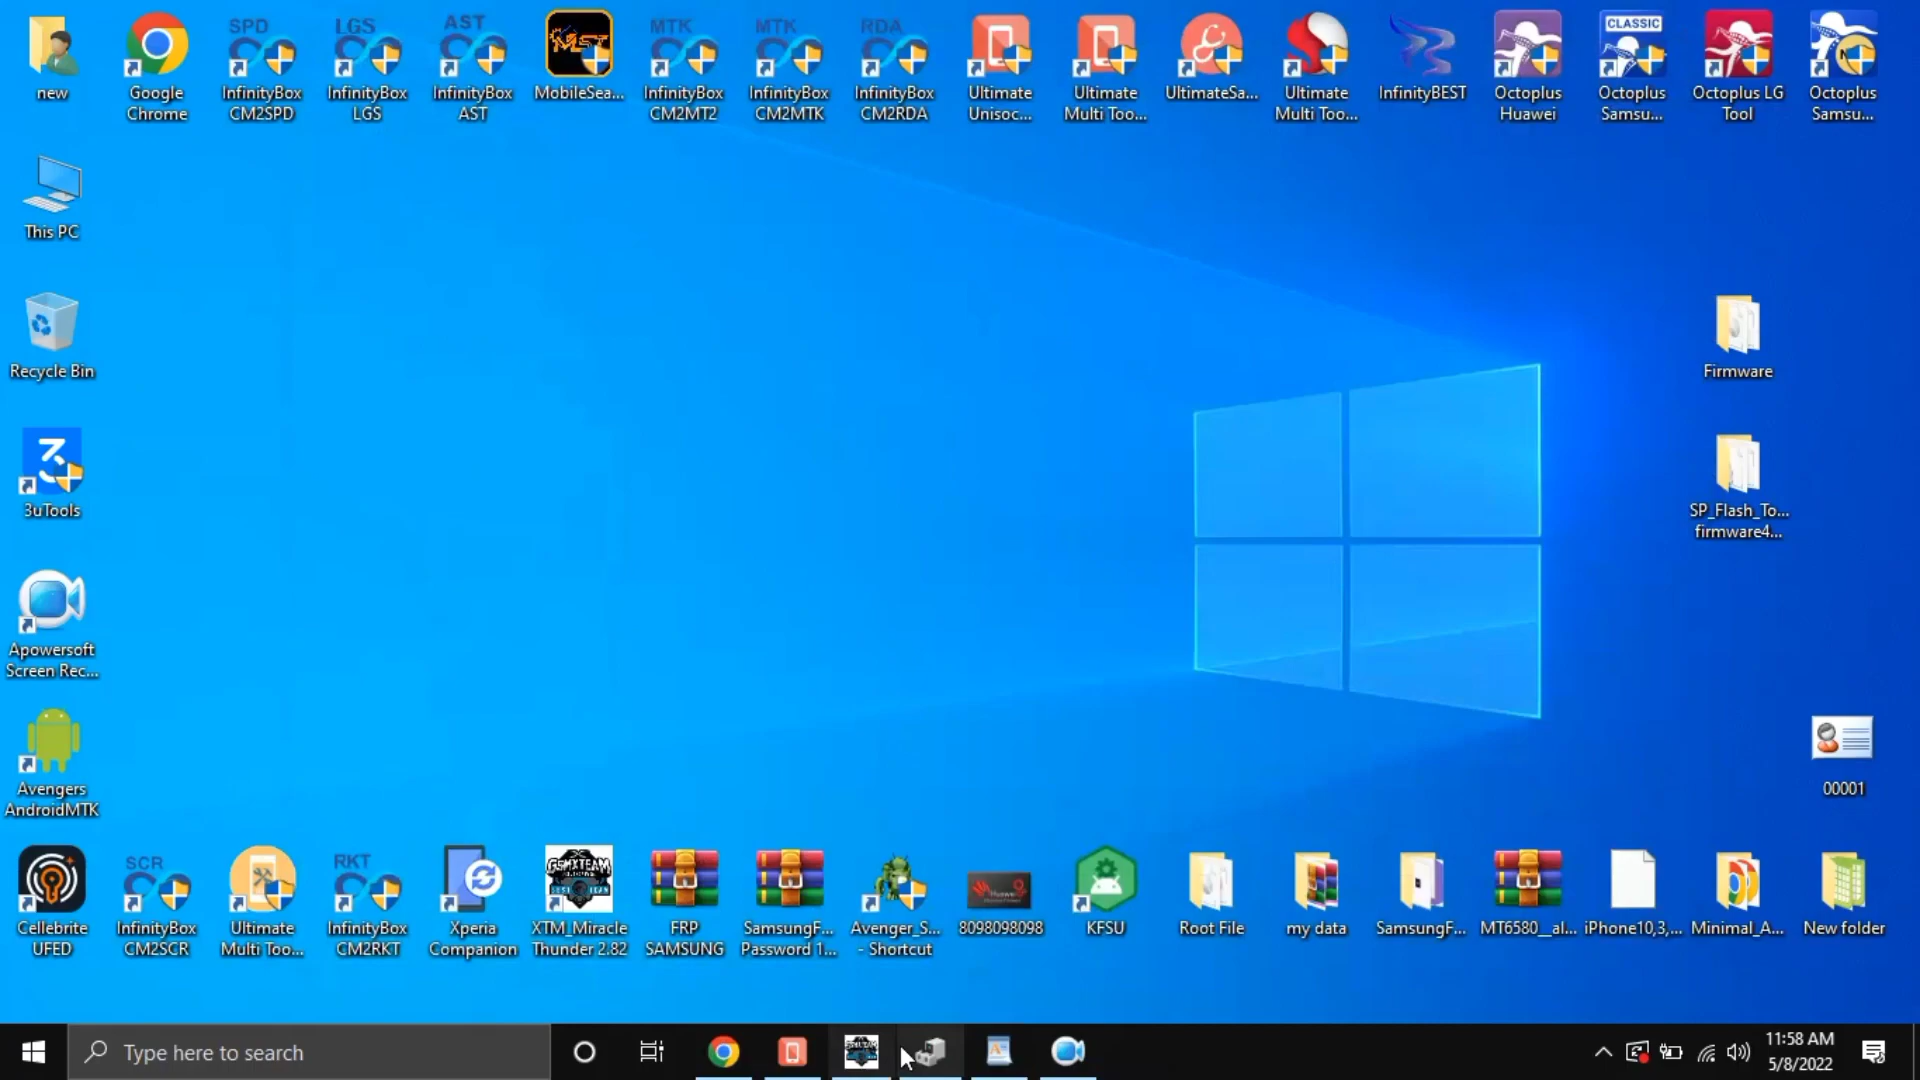 SPD
LGS
AST
MST
MTK
MTK
RDA
CLASSIC
new
Google
Chrome
InfinityBox
CM2SPD
InfinityBox
LGS
InfinityBox
AST
MobileSea...
InfinityBox
CM2MT2
InfinityBox
CM2MTK
InfinityBox
CM2RDA
Ultimate
Unisoc...
Ultimate
Multi Too...
UltimateSa...
Ultimate
Multi Too...
InfinityBEST
Octoplus
Huawei
Octoplus
Samsu...
Octoplus LG
Tool
Octoplus
Samsu...
This PC
Recycle Bin
Firmware
3uTools
SP_Flash_To...
firmware4...
Apowersoft
Screen Rec...
Avengers
AndroidMTK
00001
SCR
RKT
GSMXTEAM
Cellebrite
UFED
InfinityBox
CM2SCR
Ultimate
Multi Too...
InfinityBox
CM2RKT
Xperia
Companion
XTM_Miracle
Thunder 2.82
FRP
SAMSUNG
SamsungF...
Password 1...
Avenger_S...
- Shortcut
8098098098
KFSU
Root File
my data
SamsungF...
MT6580__al...
iPhone10,3,...
Minimal_A...
New folder
Type here to search
11:58 AM
5/8/2022